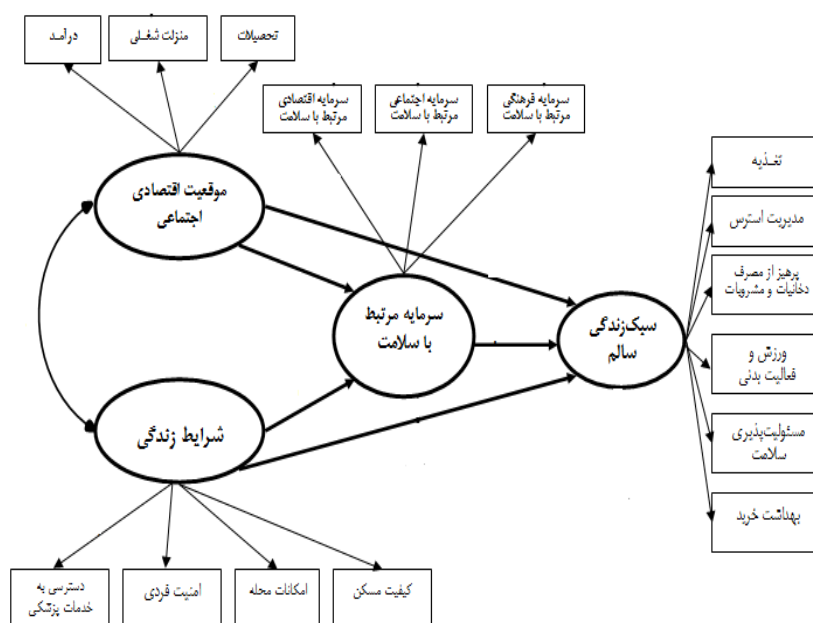 تحصیلات
منزلت شغلی
درآمد
سرمایه فرهنگی
مرتبط با سلامت
سرمایه اجتماعی
مرتبط با سلامت
سرمایه اقتصادی
مرتبط با سلامت
موقعیت اقتصادی
اجتماعی
سرمایه مرتبط
با سلامت
سبک‌زندگی
سالم
شرایط زندگی
تغذیه
مدیریت استرس
پرهیز از مصرف
دخانیات و مشروبات
ورزش و
فعالیت بدنی
مسئولیت‌پذیری
سلامت
بهداشت خرید
کیفیت مسکن
امکانات محله
امنیت فردی
دسترسی به
خدمات پزشکی